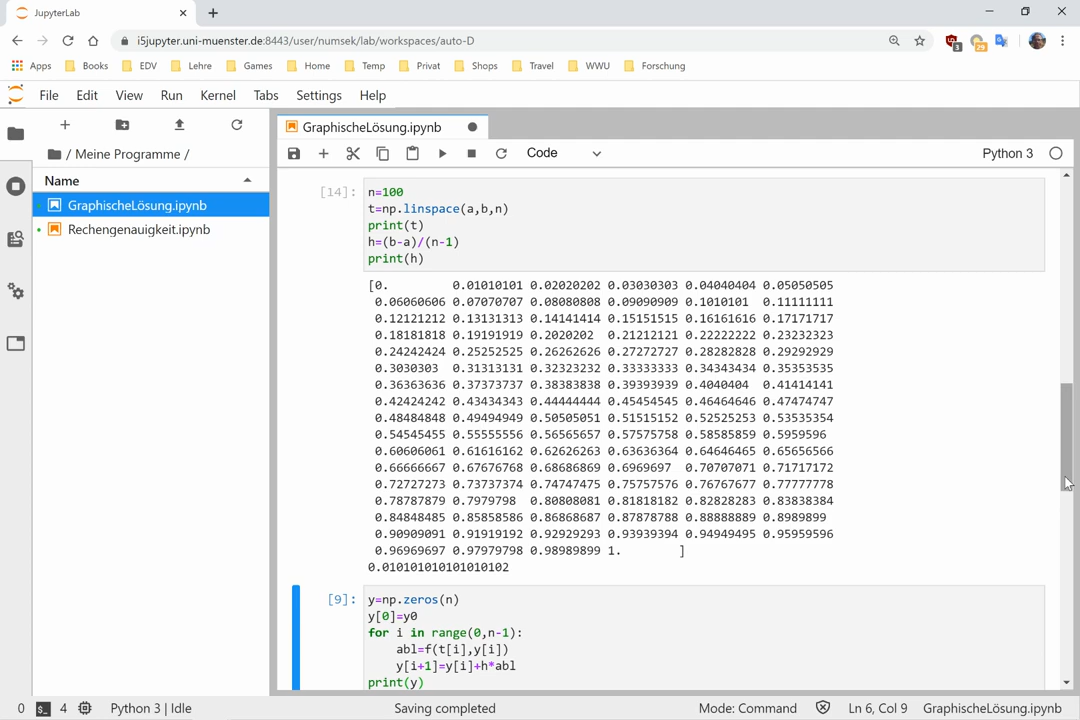 JupyterLab
i5jupyter.uni-muenster.de:8443/user/numsek/lab/workspaces/auto-D
3
29
Apps Books EDV Lehre Games Home Temp Privat Shops Travel WWU Forschung
File Edit View Run Kernel Tabs Settings Help
/ Meine Programme /
Name
GraphischeLösung.ipynb
Rechengenauigkeit.ipynb
GraphischeLösung.ipynb
Code
Python 3
[14]:
n=100
t=np.linspace(a,b,n)
print(t)
h=(b-a)/(n-1)
print(h)
[0. 0.01010101 0.02020202 0.03030303 0.04040404 0.05050505
0.06060606 0.07070707 0.08080808 0.09090909 0.1010101 0.11111111
0.12121212 0.13131313 0.14141414 0.15151515 0.16161616 0.17171717
0.18181818 0.19191919 0.2020202 0.21212121 0.22222222 0.23232323
0.24242424 0.25252525 0.26262626 0.27272727 0.28282828 0.29292929
0.3030303 0.31313131 0.32323232 0.33333333 0.34343434 0.35353535
0.36363636 0.37373737 0.38383838 0.39393939 0.4040404 0.41414141
0.42424242 0.43434343 0.44444444 0.45454545 0.46464646 0.47474747
0.48484848 0.49494949 0.50505051 0.51515152 0.52525253 0.53535354
0.54545455 0.55555556 0.56565657 0.57575758 0.58585859 0.5959596
0.60606061 0.61616162 0.62626263 0.63636364 0.64646465 0.65656566
0.66666667 0.67676768 0.68686869 0.6969697 0.70707071 0.71717172
0.72727273 0.73737374 0.74747475 0.75757576 0.76767677 0.77777778
0.78787879 0.7979798 0.80808081 0.81818182 0.82828283 0.83838384
0.84848485 0.85858586 0.86868687 0.87878788 0.88888889 0.8989899
0.90909091 0.91919192 0.92929293 0.93939394 0.94949495 0.95959596
0.96969697 0.97979798 0.98989899 1. ]
0.010101010101010102
[9]:
y=np.zeros(n)
y[0]=y0
for i in range(0,n-1):
    abl=f(t[i],y[i])
    y[i+1]=y[i]+h*abl
print(y)
0 4 Python 3 | Idle Saving completed Mode: Command Ln 6, Col 9 GraphischeLösung.ipynb